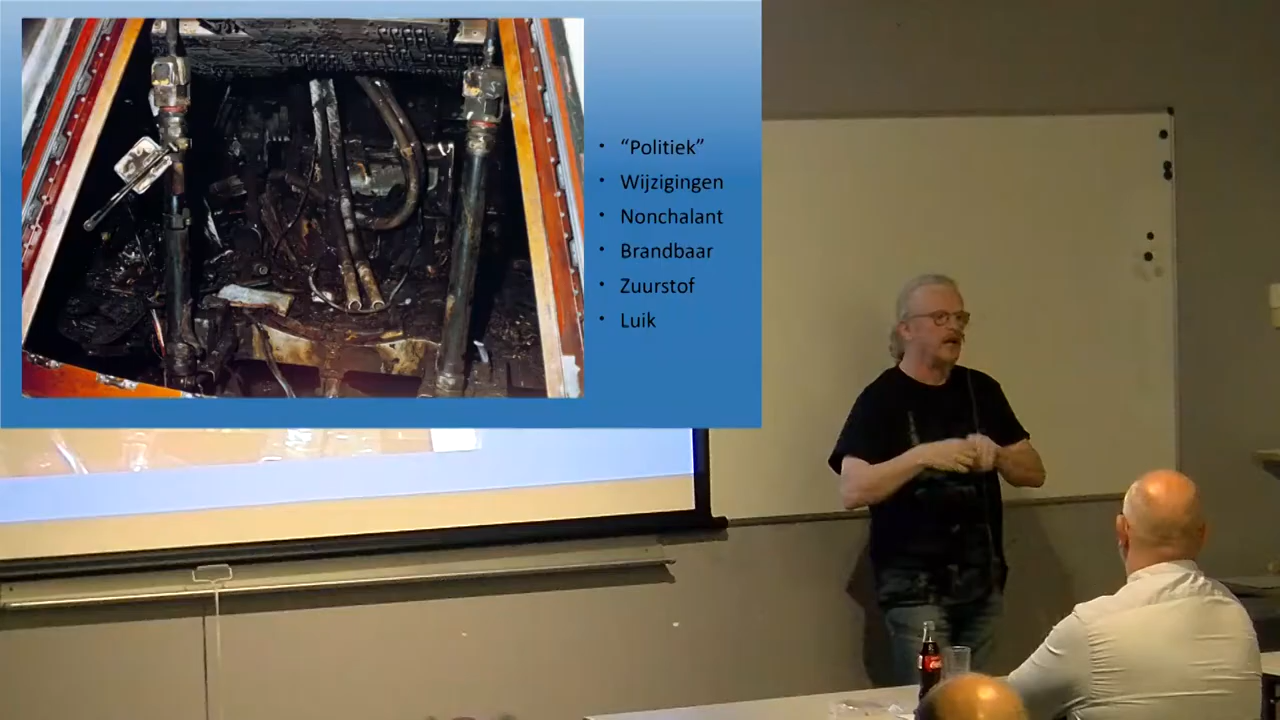 • “Politiek”
• Wijzigingen
• Nonchalant
• Brandbaar
• Zuurstof
• Luik